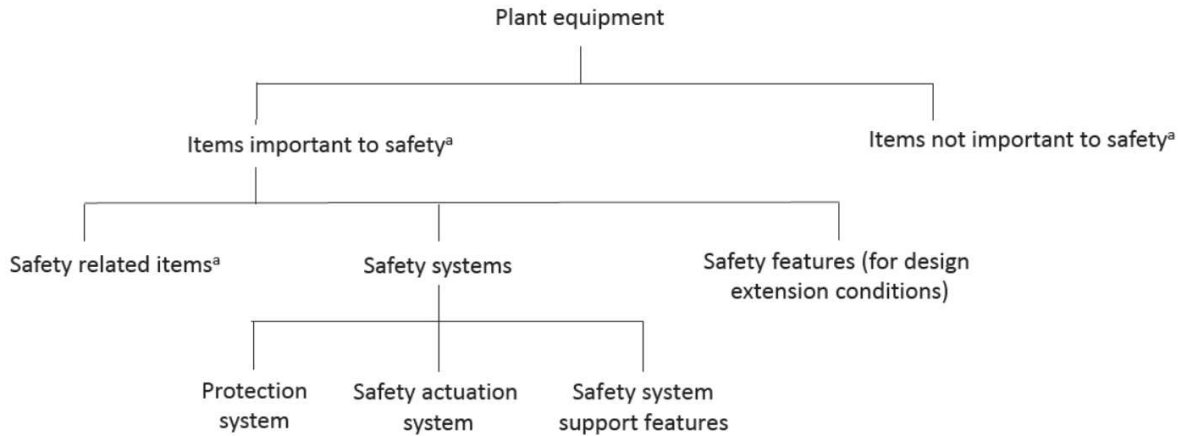 Plant equipment
Items important to safetyᵃ
Items not important to safetyᵃ
Safety related itemsᵃ
Safety systems
Safety features (for design
extension conditions)
Protection
system
Safety actuation
system
Safety system
support features